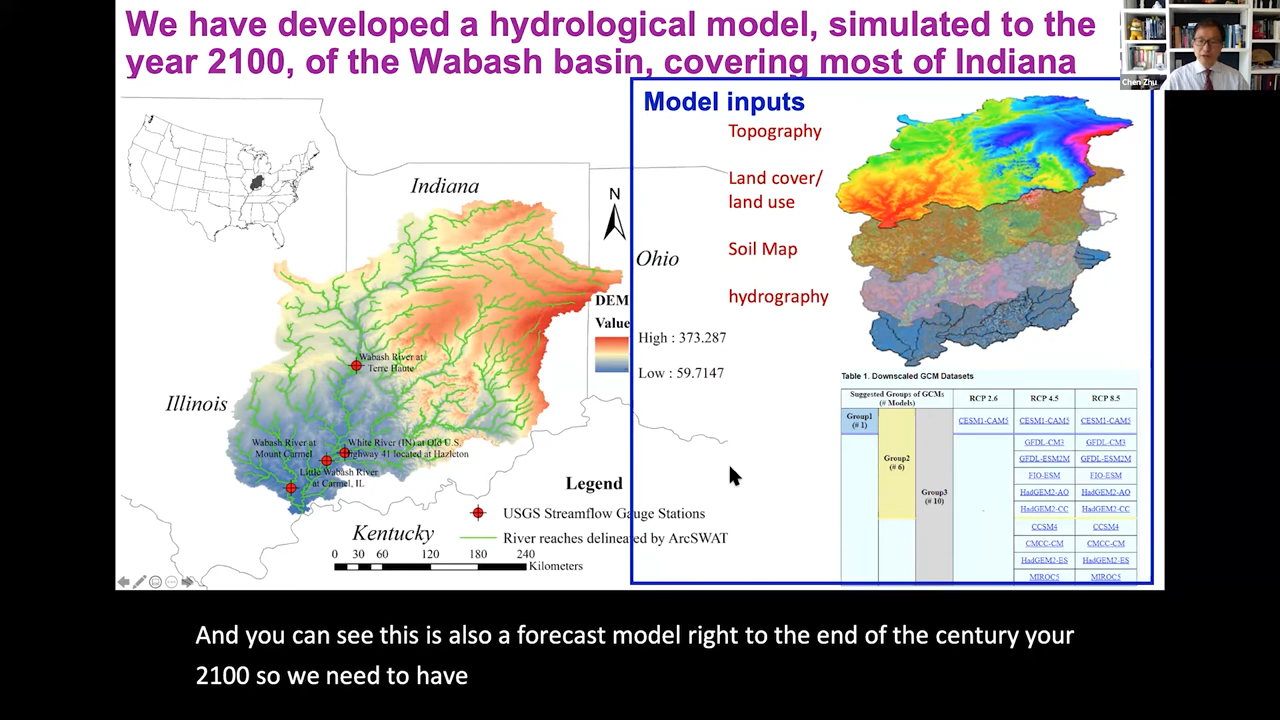 We have developed a hydrological model, simulated to the
year 2100, of the Wabash basin, covering most of Indiana
Chen Zhu
Model inputs
Topography
Land cover/
land use
Soil Map
hydrography
Indiana
N
Ohio
DEM
Value
High : 373.287
Low : 59.7147
Wabash River at
Terre Haute
Illinois
Wabash River at
Mount Carmel
White River (IN) at Old U.S.
Highway 41 located at Hazleton
Little Wabash River
at Carmel, IL
Legend
USGS Streamflow Gauge Stations
River reaches delineated by ArcSWAT
Kentucky
0 30 60 120 180 240
Kilometers
Table 1. Downscaled GCM Datasets
Suggested Groups of GCMs
(# Models)
RCP 2.6 RCP 4.5 RCP 8.5
Group1
(# 1)
CESM1-CAM5 CESM1-CAM5 CESM1-CAM5
Group2
(# 6)
Group3
(# 10)
GFDL-CM3 GFDL-CM3
GFDL-ESM2M GFDL-ESM2M
FIO-ESM FIO-ESM
HadGEM2-AO HadGEM2-AO
HadGEM2-CC HadGEM2-CC
CCSM4 CCSM4
CMCC-CM CMCC-CM
HadGEM2-ES HadGEM2-ES
MIROC5 MIROC5
And you can see this is also a forecast model right to the end of the century your
2100 so we need to have